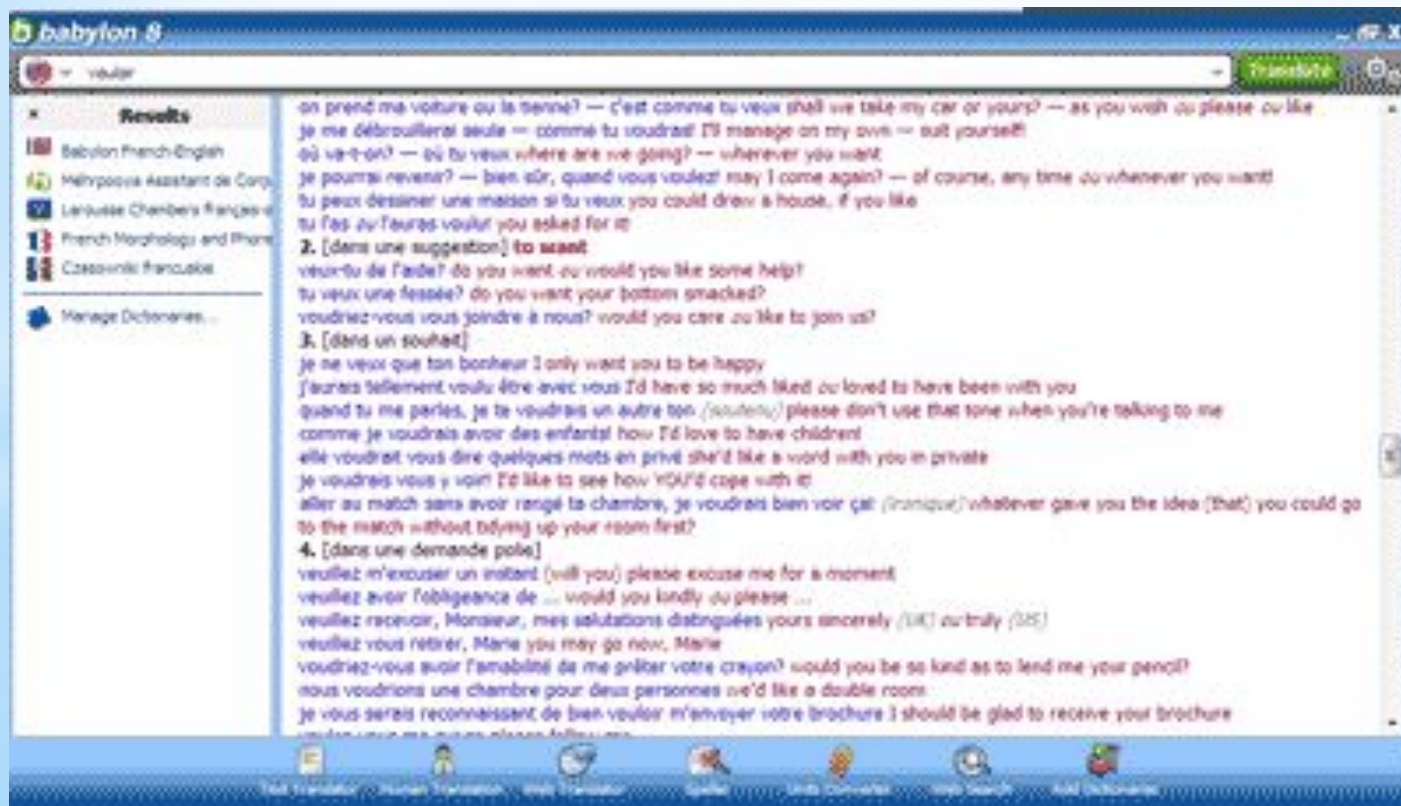 babylon 8
vouloir
Translate
Results
Babylon French-English
Assistant de
Larousse Chambers français-
French Morphology and Phone
Czasowniki francuskie
Manage Dictionaries...
on prend ma voiture ou la tienne? — c'est comme tu veux shall we take my car or yours? — as you wish ou please ou like
je me débrouillerai seule — comme tu voudras! I'll manage on my own — suit yourself!
où va-t-on? — où tu veux where are we going? — wherever you want
je pourrai revenir? — bien sûr, quand vous voulez! may I come again? — of course, any time ou whenever you want!
tu peux dessiner une maison si tu veux you could draw a house, if you like
tu l'as ou l'auras voulu! you asked for it!
2. [dans une suggestion] to want
veux-tu de l'aide? do you want ou would you like some help?
tu veux une fessée? do you want your bottom smacked?
voudriez-vous vous joindre à nous? would you care ou like to join us?
3. [dans un souhait]
je ne veux que ton bonheur I only want you to be happy
j'aurais tellement voulu être avec vous I'd have so much liked ou loved to have been with you
quand tu me parles, je te voudrais un autre ton (soutenu) please don't use that tone when you're talking to me
comme je voudrais avoir des enfants! how I'd love to have children!
elle voudrait vous dire quelques mots en privé she'd like a word with you in private
je voudrais vous y voir! I'd like to see how YOU'd cope with it!
aller au match sans avoir rangé ta chambre, je voudrais bien voir ça! (ironique) whatever gave you the idea (that) you could go
to the match without tidying up your room first?
4. [dans une demande polie]
veuillez m'excuser un instant (will you) please excuse me for a moment
veuillez avoir l'obligeance de ... would you kindly ou please ...
veuillez recevoir, Monsieur, mes salutations distinguées yours sincerely (UK) ou truly (US)
veuillez vous retirer, Marie you may go now, Marie
voudriez-vous avoir l'amabilité de me prêter votre crayon? would you be so kind as to lend me your pencil?
nous voudrions une chambre pour deux personnes we'd like a double room
je vous serais reconnaissant de bien vouloir m'envoyer votre brochure I should be glad to receive your brochure
please follow me
Text Translator Human Translation Web Translator Speller Units Converter Web Search Add Dictionaries